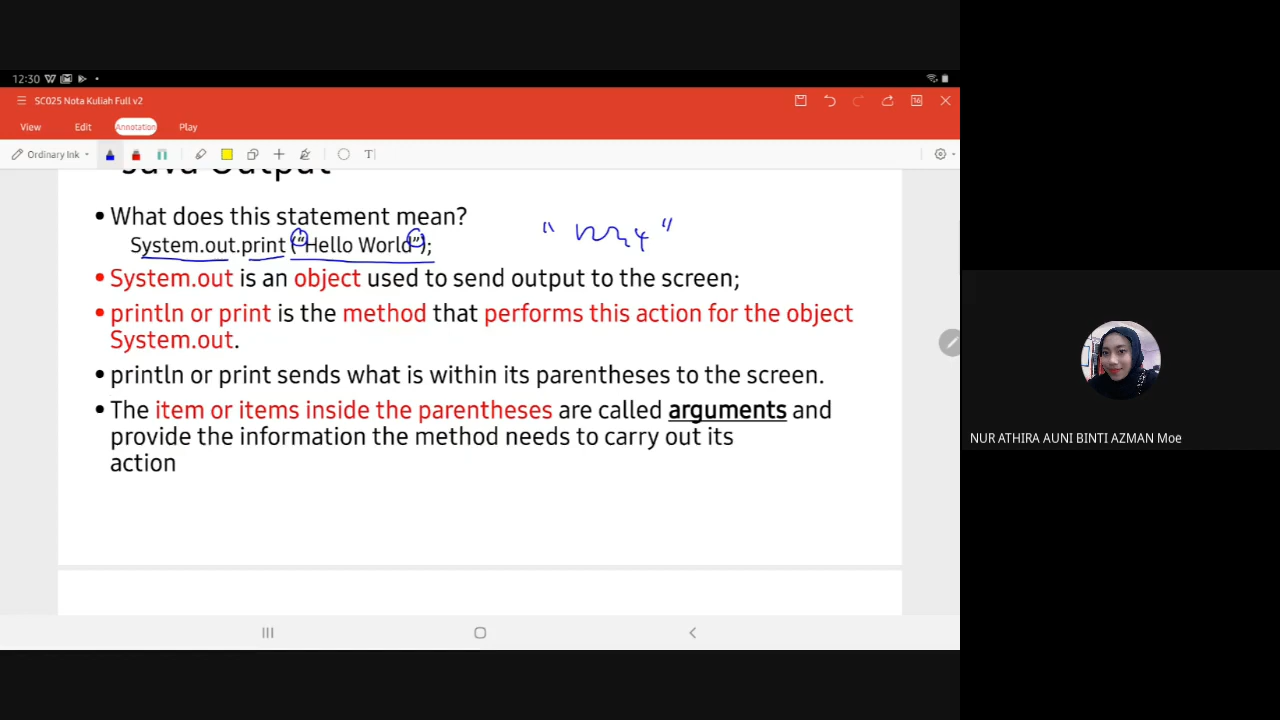 12:30
SC025 Nota Kuliah Full v2
16
View Edit Annotation Play
Ordinary Ink
T
Java Output
• What does this statement mean?
System.out.print (“Hello World”);
• System.out is an object used to send output to the screen;
• println or print is the method that performs this action for the object
System.out.
• println or print sends what is within its parentheses to the screen.
• The item or items inside the parentheses are called arguments and
provide the information the method needs to carry out its
action
NUR ATHIRA AUNI BINTI AZMAN Moe